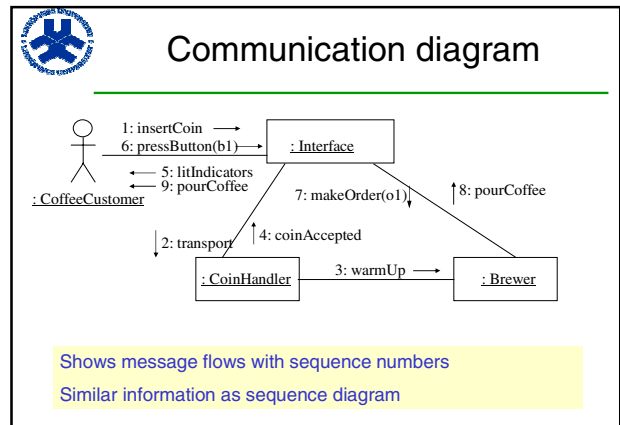 Communication diagram
1: insertCoin
6: pressButton(b1)
: Interface
5: litIndicators
9: pourCoffee
: CoffeeCustomer
7: makeOrder(o1)
8: pourCoffee
2: transport
4: coinAccepted
: CoinHandler
3: warmUp
: Brewer
Shows message flows with sequence numbers
Similar information as sequence diagram